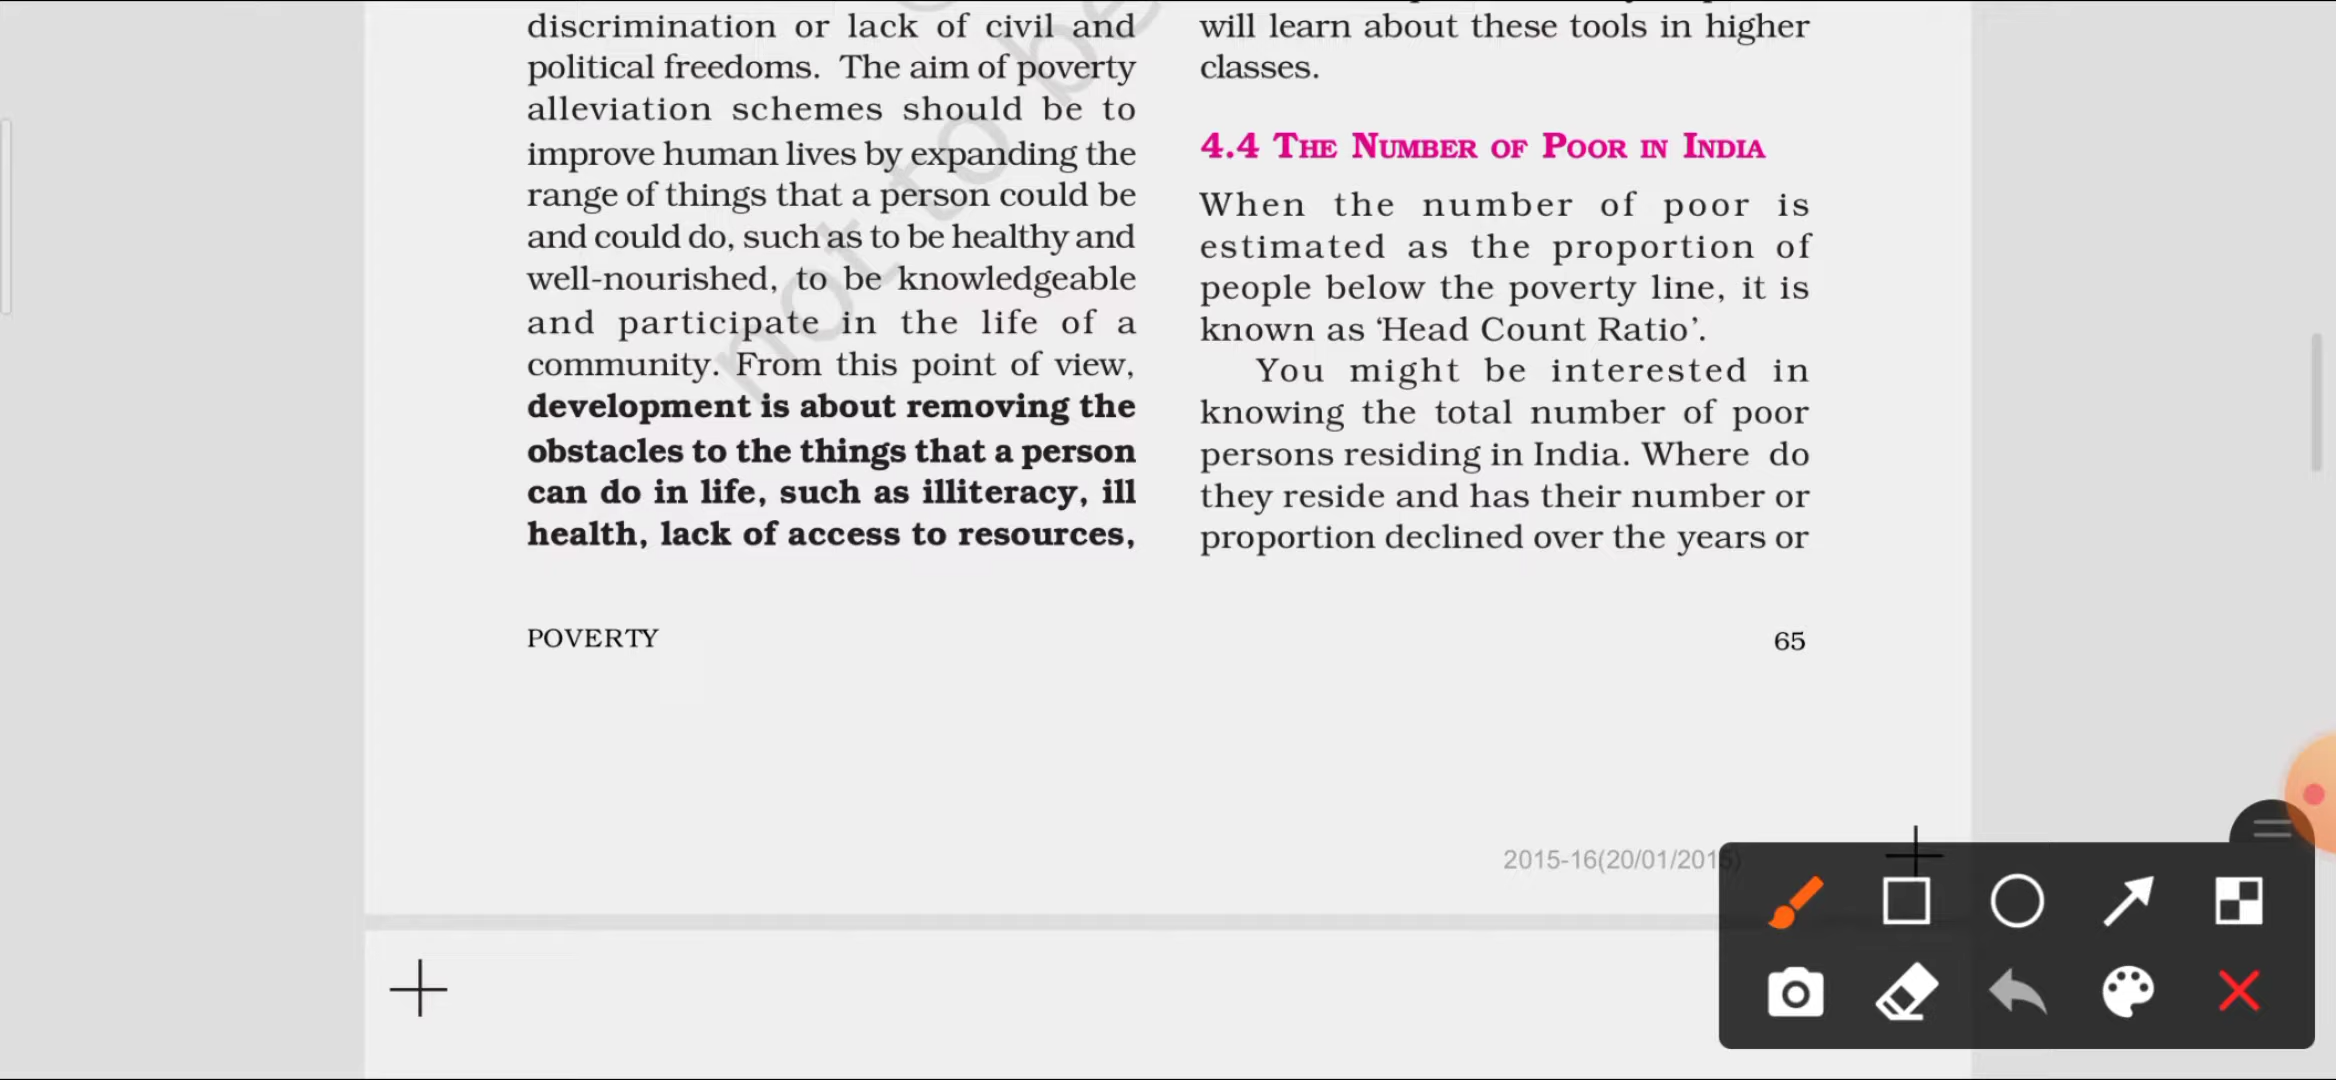 discrimination or lack of civil and
political freedoms. The aim of poverty
alleviation schemes should be to
improve human lives by expanding the
range of things that a person could be
and could do, such as to be healthy and
well-nourished, to be knowledgeable
and participate in the life of a
community. From this point of view,
development is about removing the
obstacles to the things that a person
can do in life, such as illiteracy, ill
health, lack of access to resources,
will learn about these tools in higher
classes.
4.4 THE NUMBER OF POOR IN INDIA
When the number of poor is
estimated as the proportion of
people below the poverty line, it is
known as ‘Head Count Ratio’.
You might be interested in
knowing the total number of poor
persons residing in India. Where do
they reside and has their number or
proportion declined over the years or
POVERTY
65
2015-16(20/01/2015)
not to be